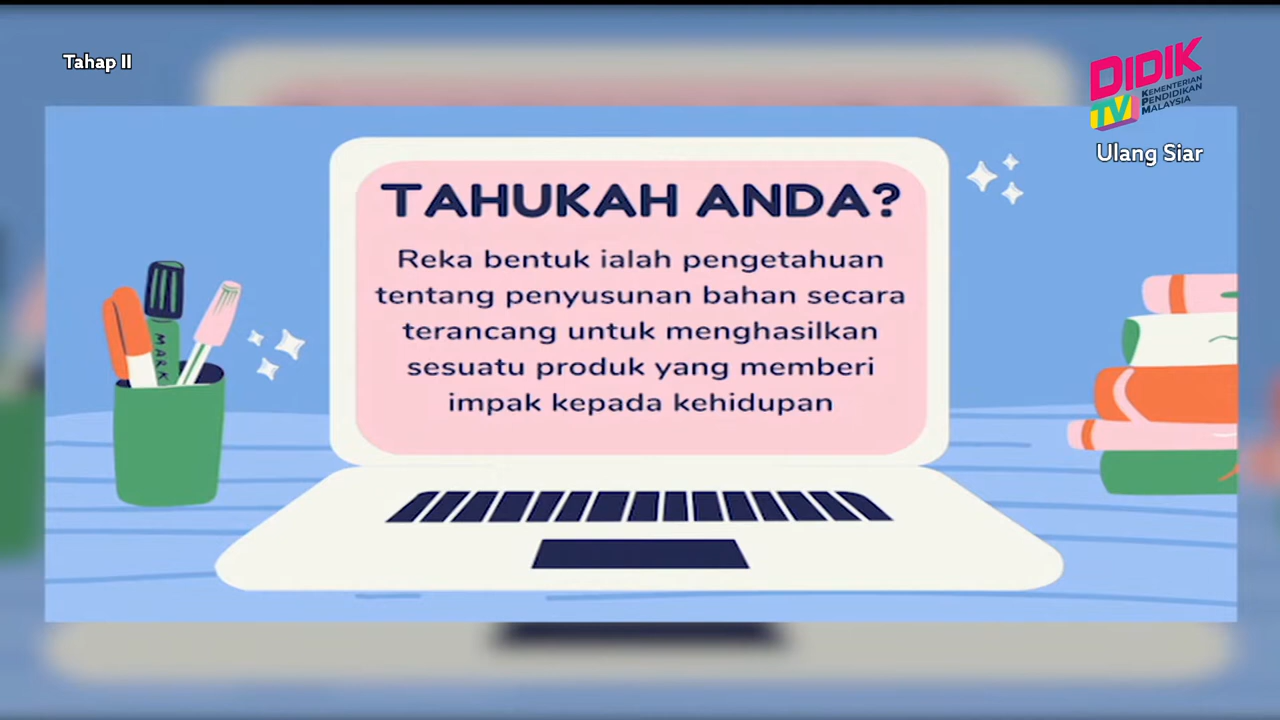 Tahap II
DIDIK
TV
KEMENTERIAN
PENDIDIKAN
MALAYSIA
Ulang Siar
TAHUKAH ANDA?
Reka bentuk ialah pengetahuan
tentang penyusunan bahan secara
terancang untuk menghasilkan
sesuatu produk yang memberi
impak kepada kehidupan
MARK